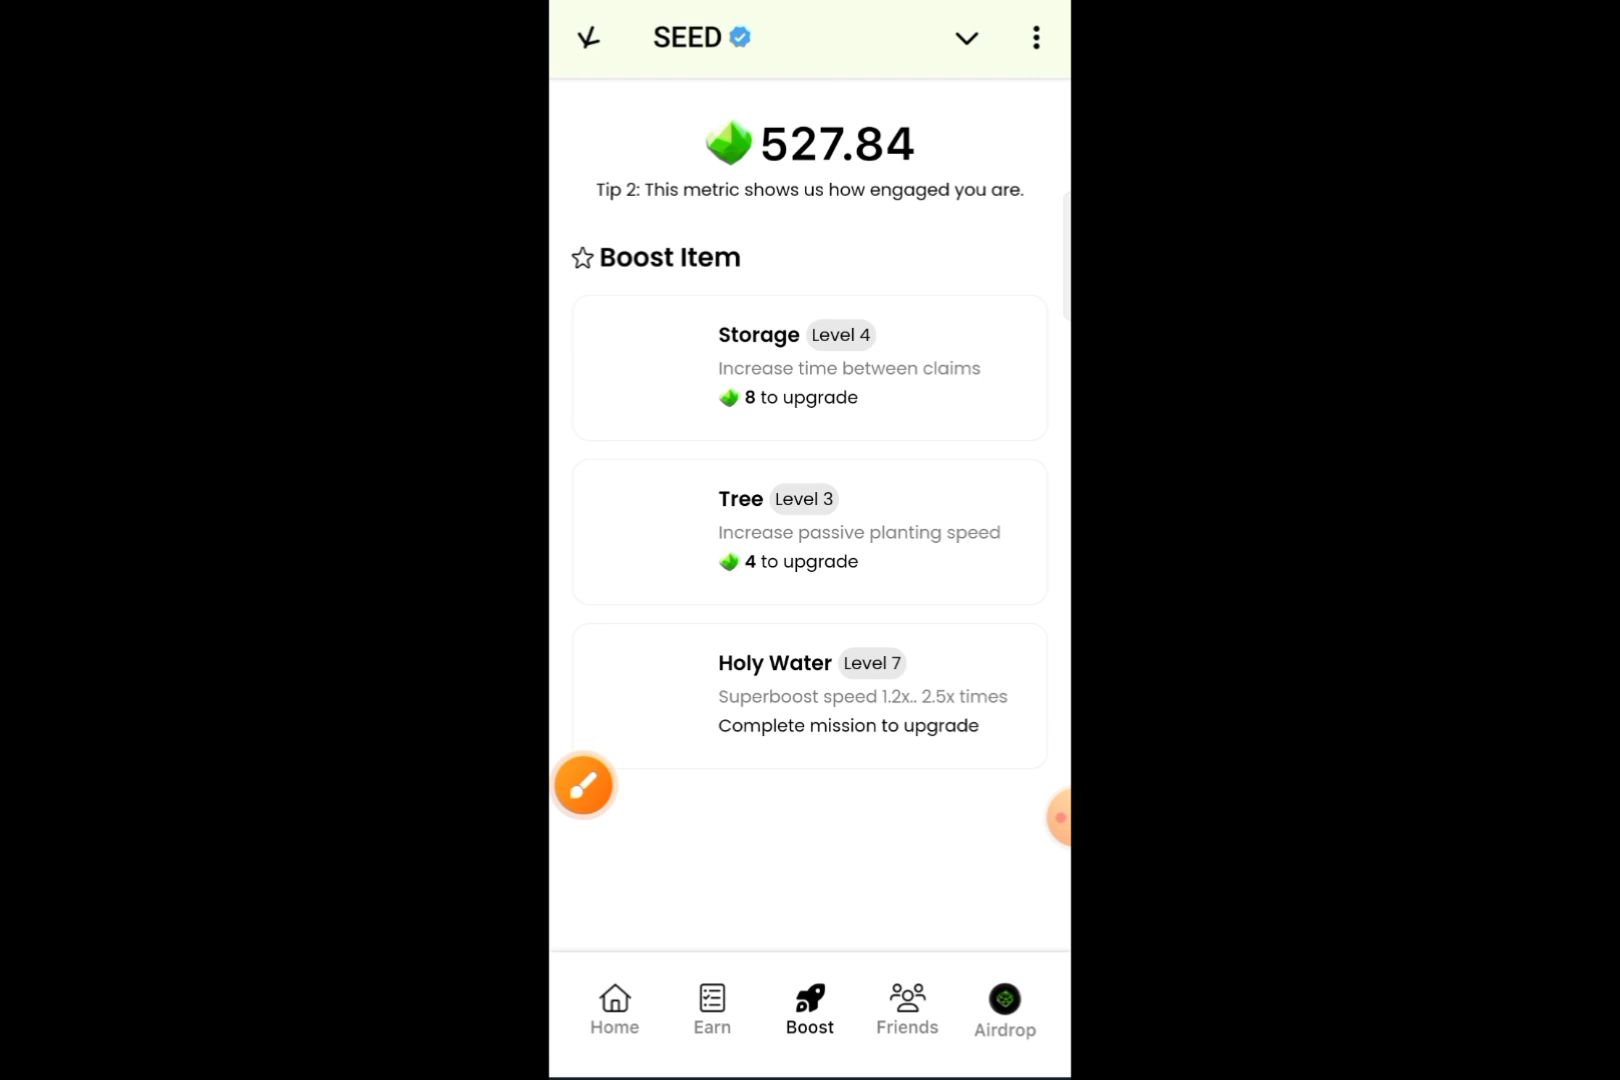 SEED
527.84
Tip 2: This metric shows us how engaged you are.
Boost Item
Storage Level 4
Increase time between claims
8 to upgrade
Tree Level 3
Increase passive planting speed
4 to upgrade
Holy Water Level 7
Superboost speed 1.2x.. 2.5x times
Complete mission to upgrade
Home Earn Boost Friends Airdrop